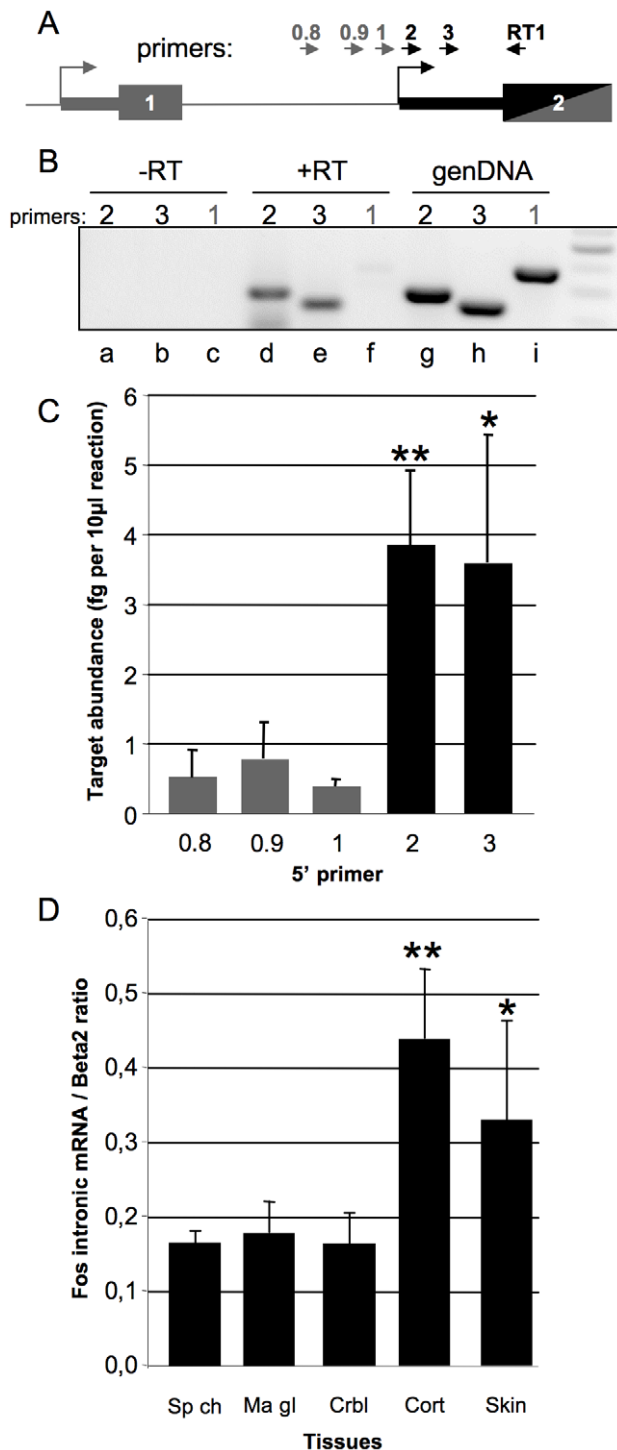 A
primers:
0.8 0.9 1 2 3 RT1
1 2
B
-RT +RT genDNA
primers: 2 3 1 2 3 1 2 3 1
a b c d e f g h i
C
Target abundance (fg per 10µl reaction)
6
5
4
3
2
1
0
** *
0.8 0.9 1 2 3
5' primer
D
Fos intronic mRNA / Beta2 ratio
0,6
0,5
0,4
0,3
0,2
0,1
0,0
** *
Sp ch Ma gl Crbl Cort Skin
Tissues